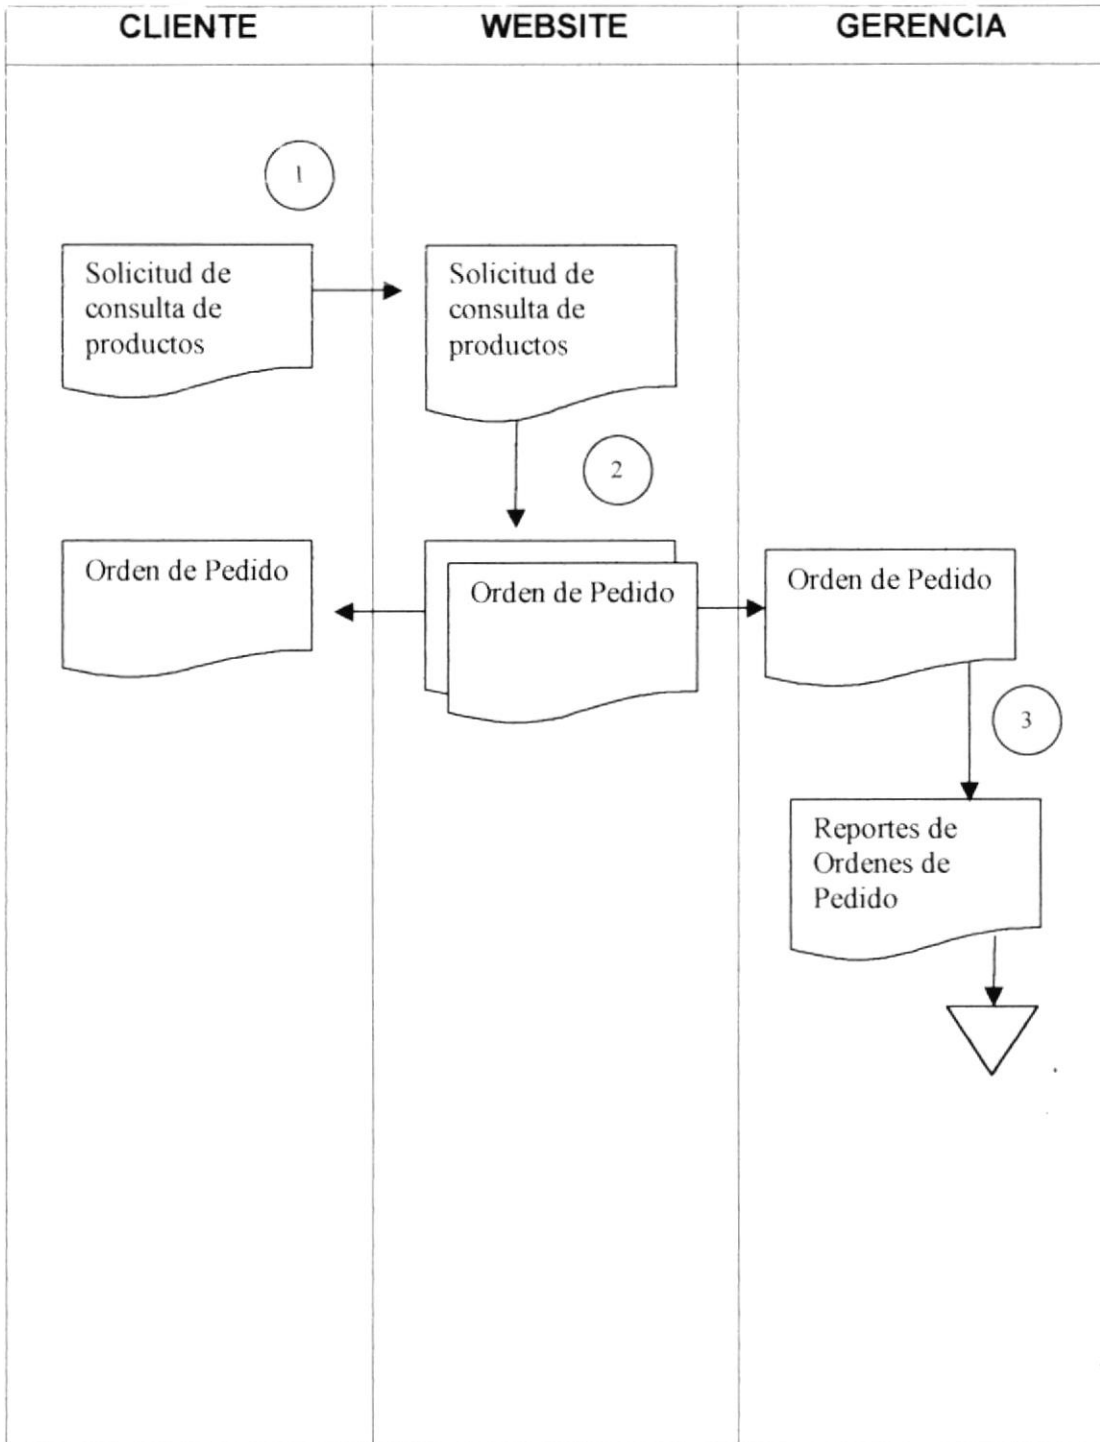 CLIENTE
WEBSITE
GERENCIA
1
Solicitud de
consulta de
productos
Solicitud de
consulta de
productos
2
Orden de Pedido
Orden de Pedido
Orden de Pedido
3
Reportes de
Ordenes de
Pedido